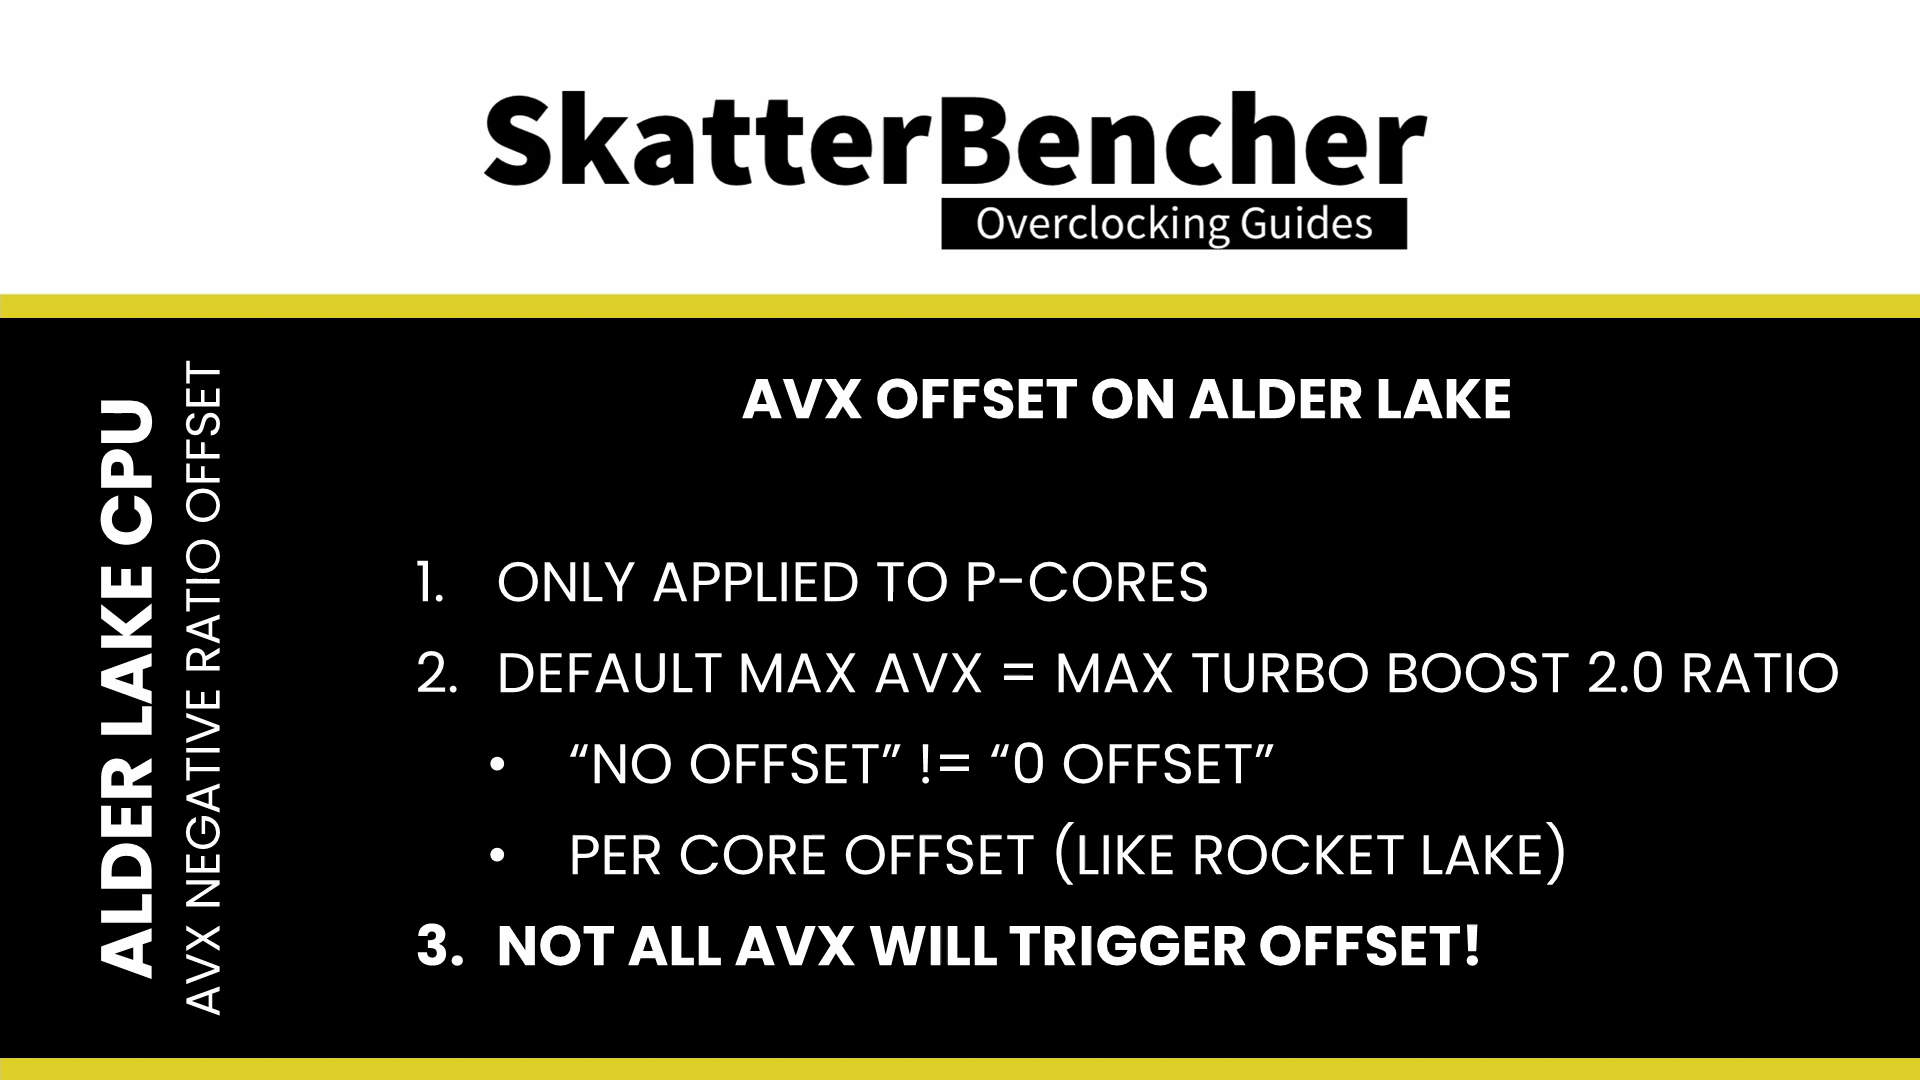 SkatterBencher
Overclocking Guides
ALDER LAKE CPU
AVX NEGATIVE RATIO OFFSET
AVX OFFSET ON ALDER LAKE
1. ONLY APPLIED TO P-CORES
2. DEFAULT MAX AVX = MAX TURBO BOOST 2.0 RATIO
• “NO OFFSET” != “0 OFFSET”
• PER CORE OFFSET (LIKE ROCKET LAKE)
3. NOT ALL AVX WILL TRIGGER OFFSET!